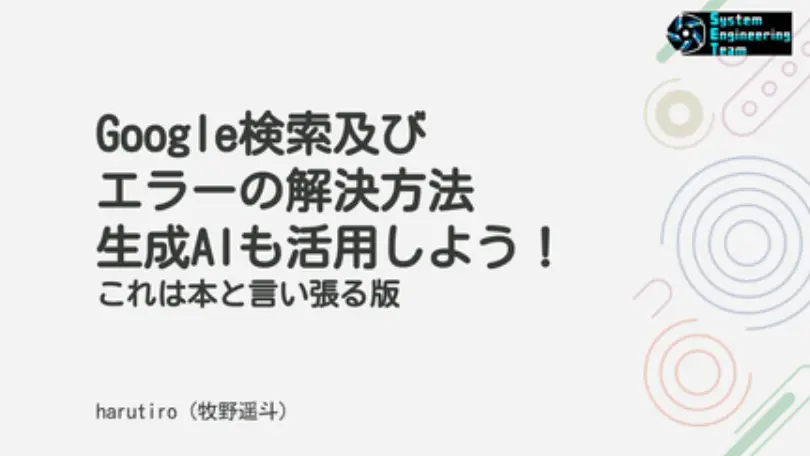 System
Engineering
Team
Google検索及び
エラーの解決方法
生成AIも活用しよう！
これは本と言い張る版
harutiro（牧野遥斗）